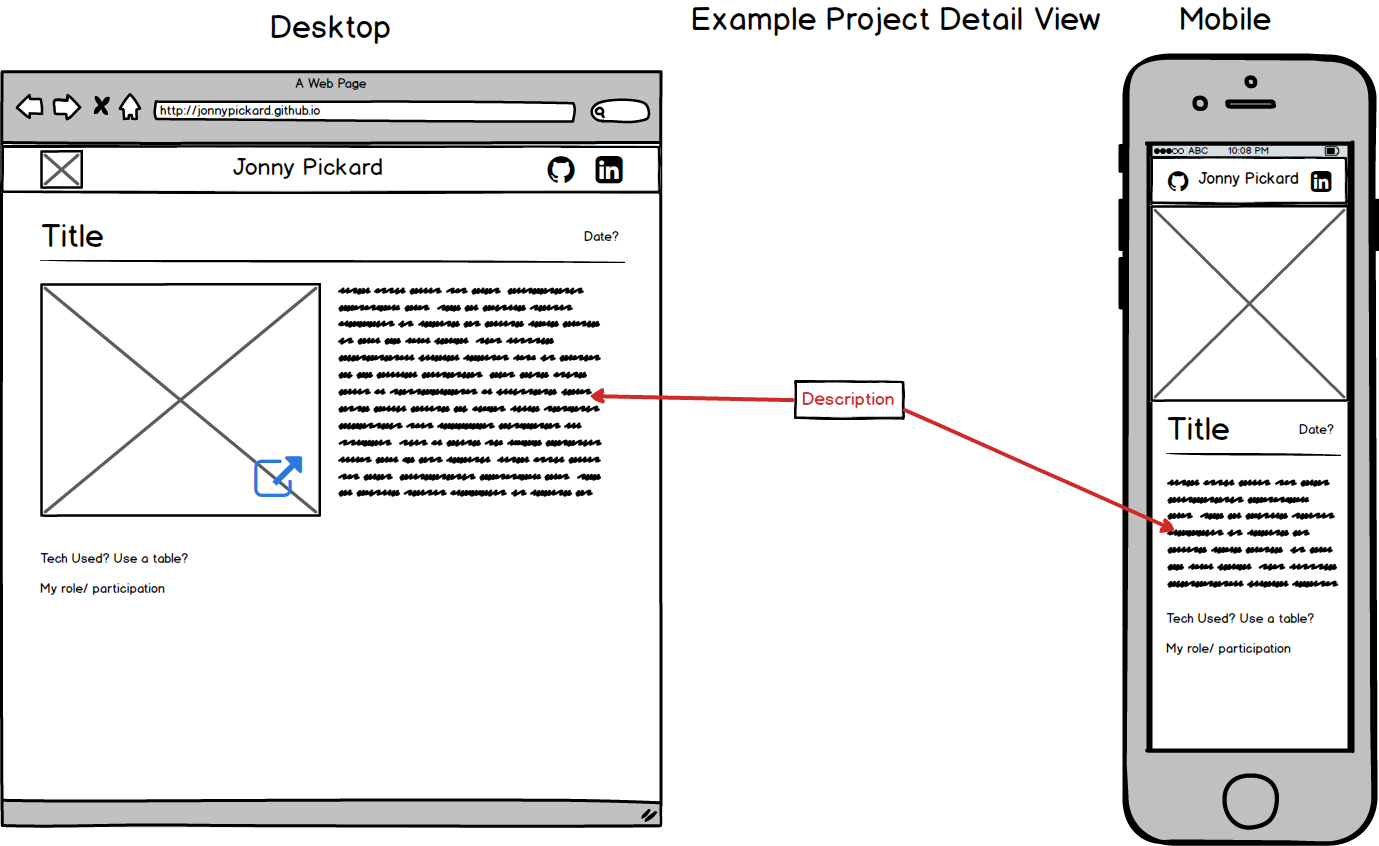 Desktop
Example Project Detail View
Mobile
A Web Page
http://jonnypickard.github.io
Jonny Pickard
in
Title
Date?
Tech Used? Use a table?
My role/ participation
Description
ABC 10:08 PM
Jonny Pickard
in
Title
Date?
Tech Used? Use a table?
My role/ participation